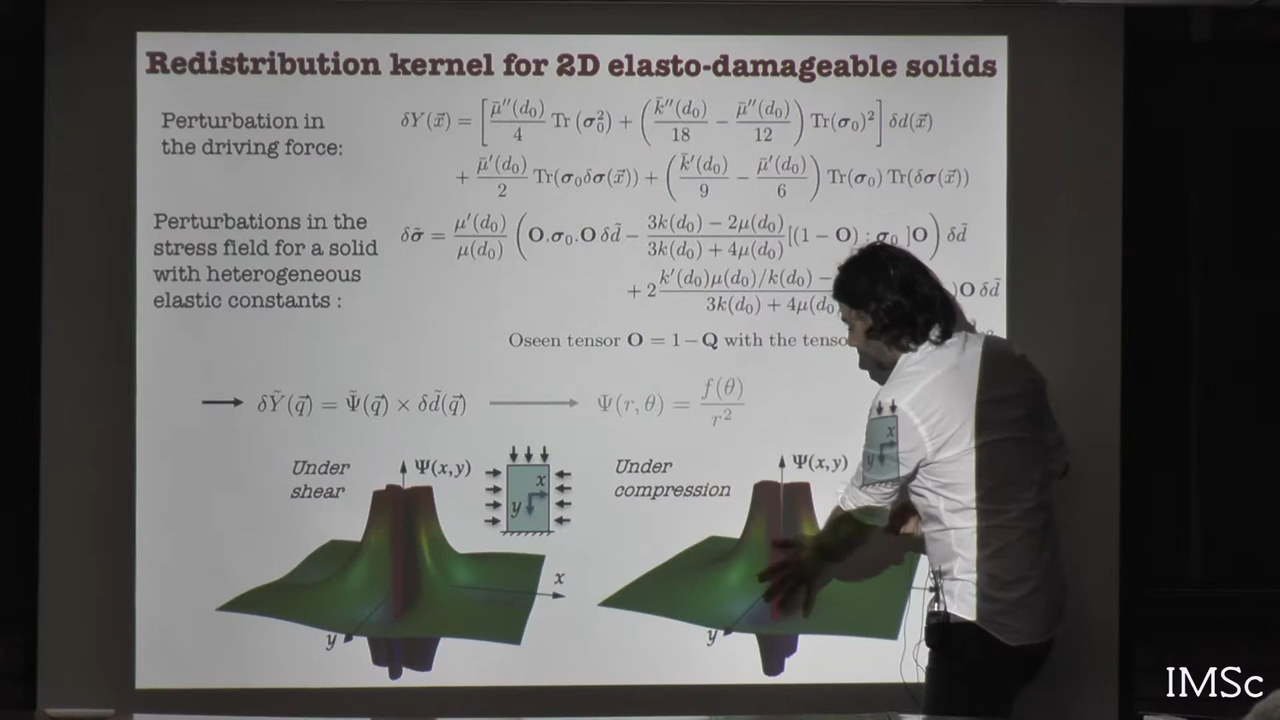 Redistribution kernel for 2D elasto-damageable solids
Perturbation in
the driving force:
δY(x⃗) = [ μ̄″(d₀)/4 Tr(σ₀²) + ( k̄″(d₀)/18 − μ̄″(d₀)/12 ) Tr(σ₀)² ] δd(x⃗)
+ μ̄′(d₀)/2 Tr(σ₀δσ(x⃗)) + ( k̄′(d₀)/9 − μ̄′(d₀)/6 ) Tr(σ₀) Tr(δσ(x⃗))
Perturbations in the
stress field for a solid
with heterogeneous
elastic constants :
δσ̃ = μ′(d₀)/μ(d₀) ( O.σ₀.O δd̃ − 3k(d₀) − 2μ(d₀)/3k(d₀) + 4μ(d₀) [(1 − O) : σ₀ ]O ) δd̃
+ 2 k′(d₀)μ(d₀)/k(d₀) − / 3k(d₀) + 4μ(d₀ )O δd̃
Oseen tensor O = 1 − Q with the
→ δỸ(q⃗) = Ψ̃(q⃗) × δd̃(q⃗) → Ψ(r, θ) = f(θ)/r²
Under
shear
Ψ(x,y)
x
y
x
y
Under
compression
Ψ(x,y)
x
y
y
IMSc